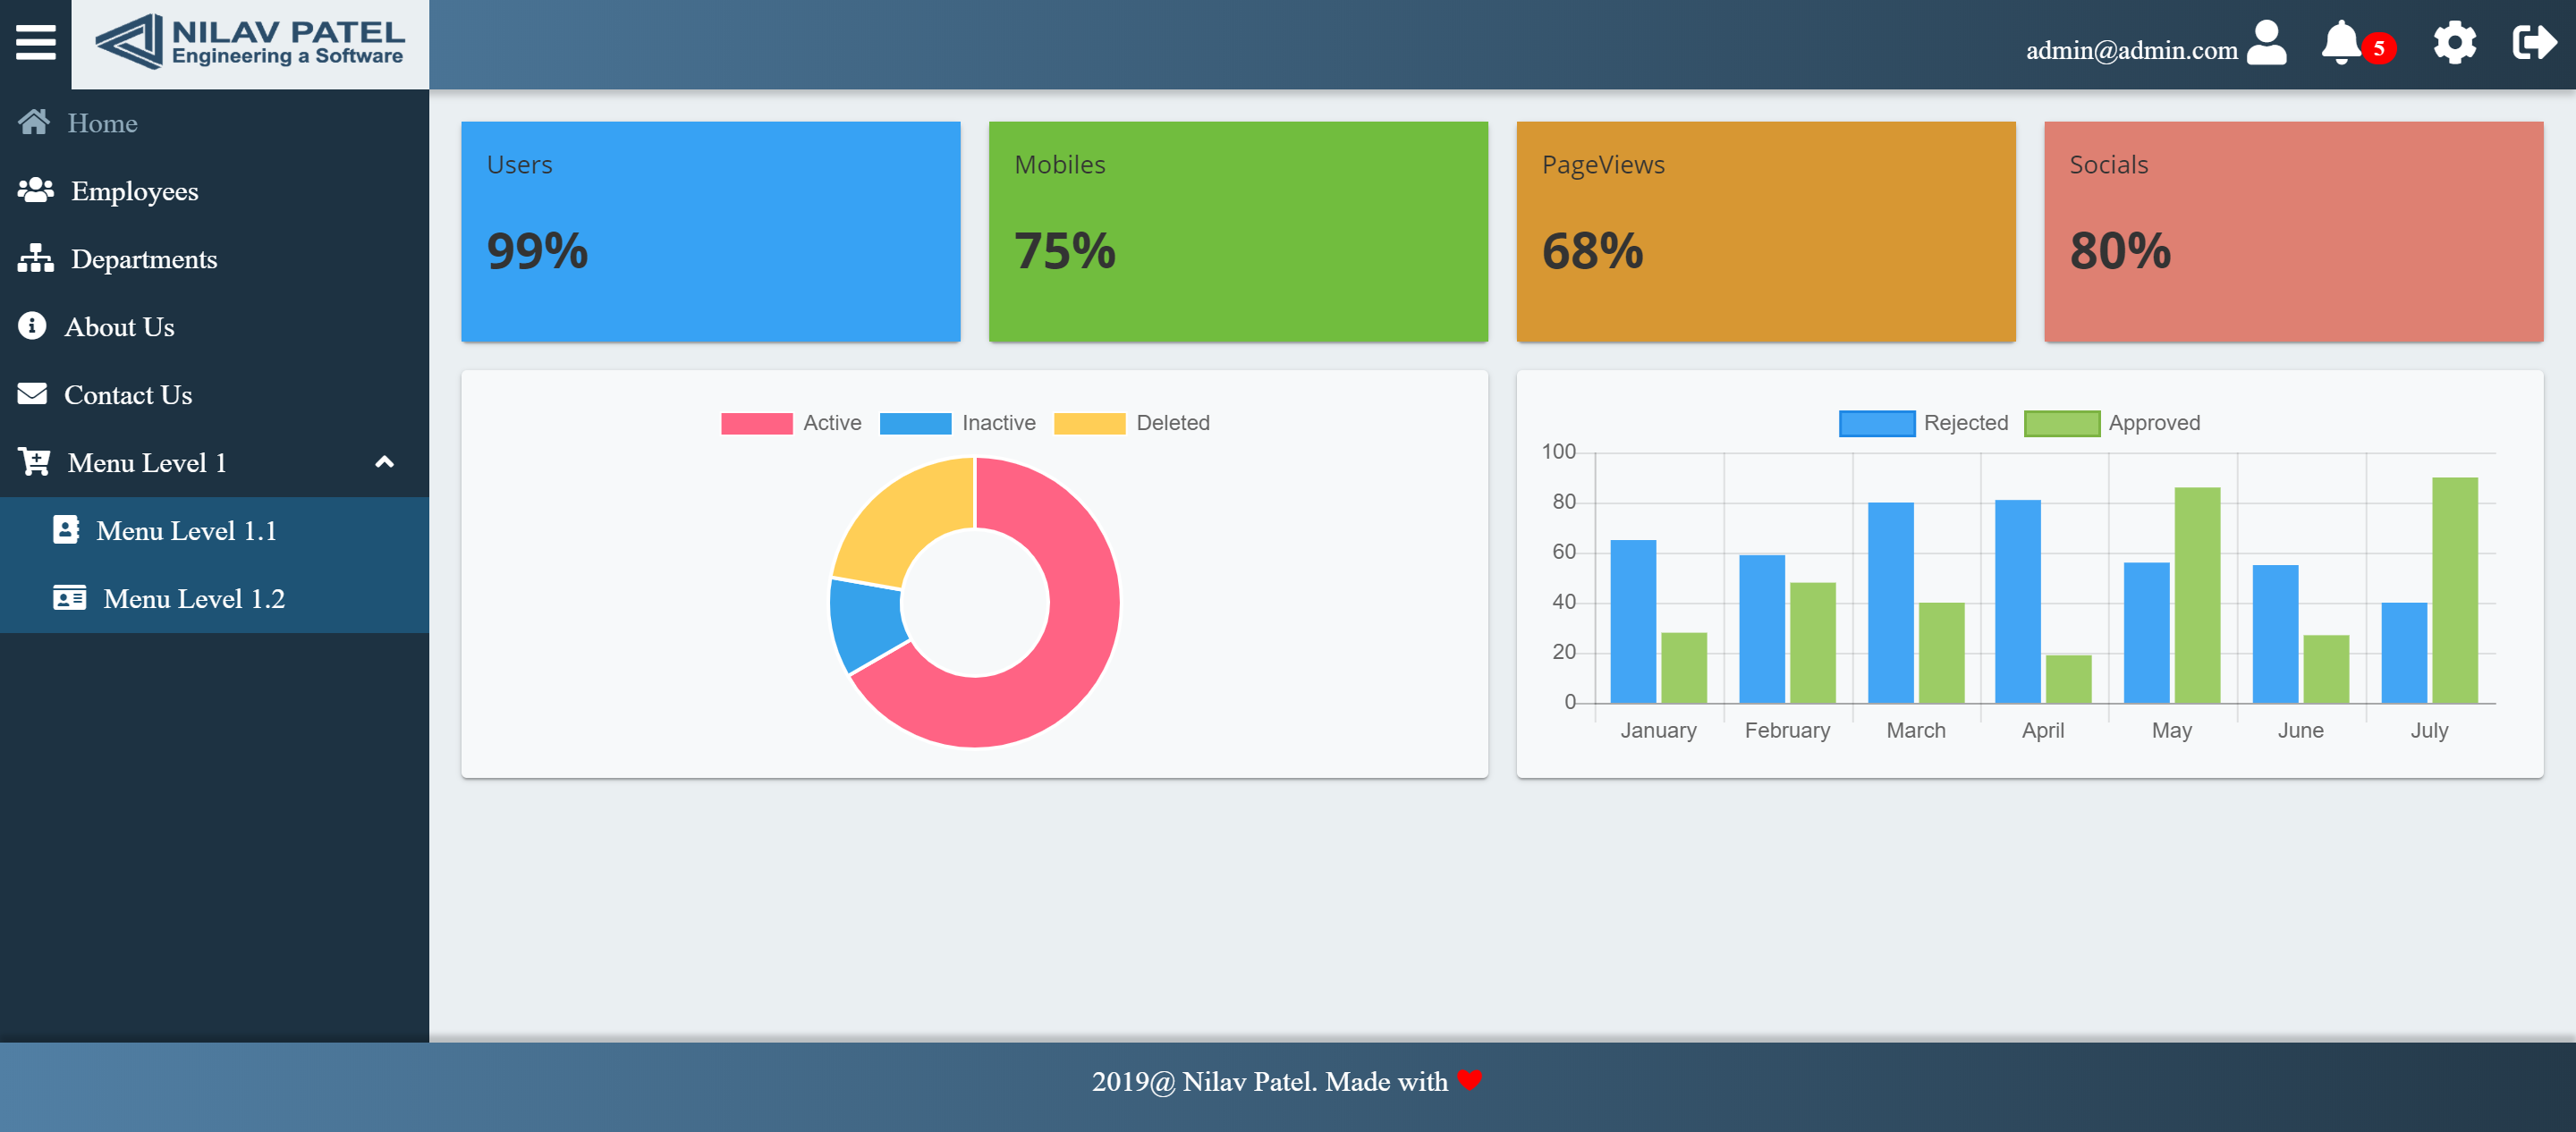 NILAV PATEL
Engineering a Software
admin@admin.com
5
Home
Employees
Departments
About Us
Contact Us
Menu Level 1
Menu Level 1.1
Menu Level 1.2
Users
99%
Mobiles
75%
PageViews
68%
Socials
80%
Active Inactive Deleted
Rejected Approved
100
80
60
40
20
0
January February March April May June July
2019@ Nilav Patel. Made with